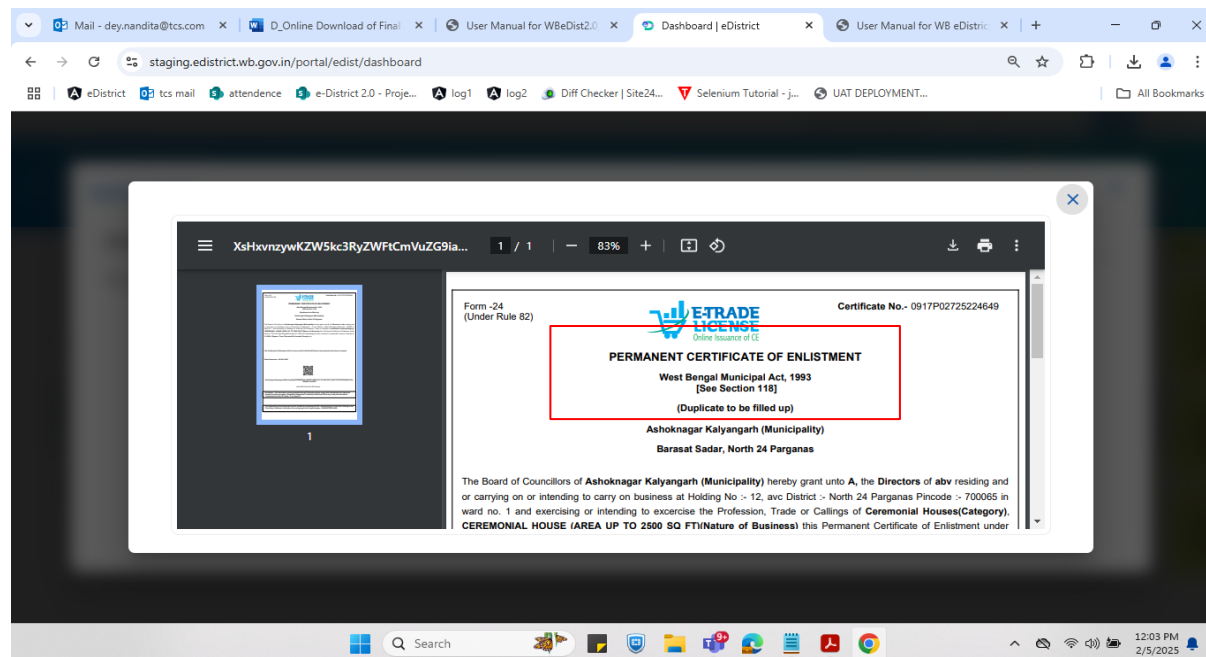 Mail - dey.nandita@tcs.com
D_Online Download of Final
User Manual for WBeDist2.0
Dashboard | eDistrict
User Manual for WB eDistric
staging.edistrict.wb.gov.in/portal/edist/dashboard
eDistrict
tcs mail
attendence
e-District 2.0 - Proje...
log1
log2
Diff Checker | Site24...
Selenium Tutorial - j...
UAT DEPLOYMENT...
All Bookmarks
XsHxvnzywKZW5kc3RyZWFtCmVuZG9ia...
1 / 1
83%
1
Form -24
(Under Rule 82)
E-TRADE
LICENSE
Online Issuance of CE
Certificate No.- 0917P02725224649
PERMANENT CERTIFICATE OF ENLISTMENT
West Bengal Municipal Act, 1993
[See Section 118]
(Duplicate to be filled up)
Ashoknagar Kalyangarh (Municipality)
Barasat Sadar, North 24 Parganas
The Board of Councillors of Ashoknagar Kalyangarh (Municipality) hereby grant unto A, the Directors of abv residing and
or carrying on or intending to carry on business at Holding No :- 12, avc District :- North 24 Parganas Pincode :- 700065 in
ward no. 1 and exercising or intending to excercise the Profession, Trade or Callings of Ceremonial Houses(Category),
CEREMONIAL HOUSE (AREA UP TO 2500 SQ FT)(Nature of Business) this Permanent Certificate of Enlistment under
Search
9+
12:03 PM
2/5/2025